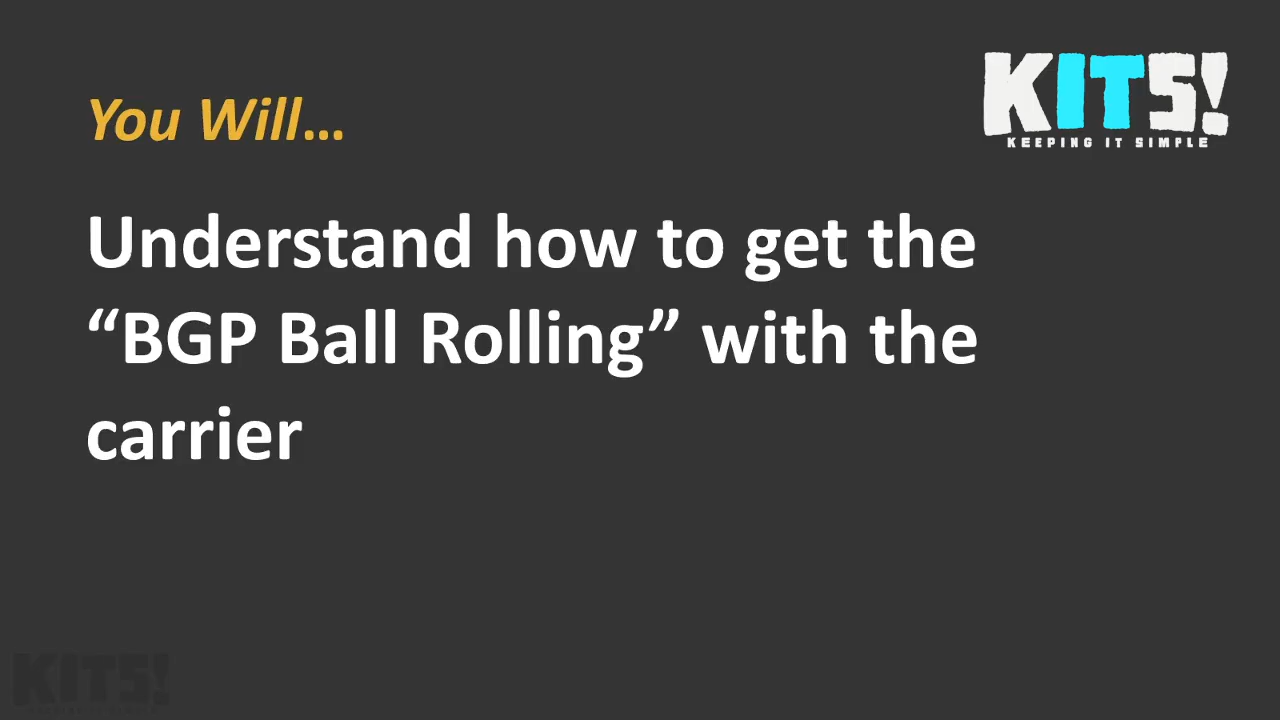 KITS!
KEEPING IT SIMPLE
You Will...
Understand how to get the
“BGP Ball Rolling” with the
carrier
KITS!